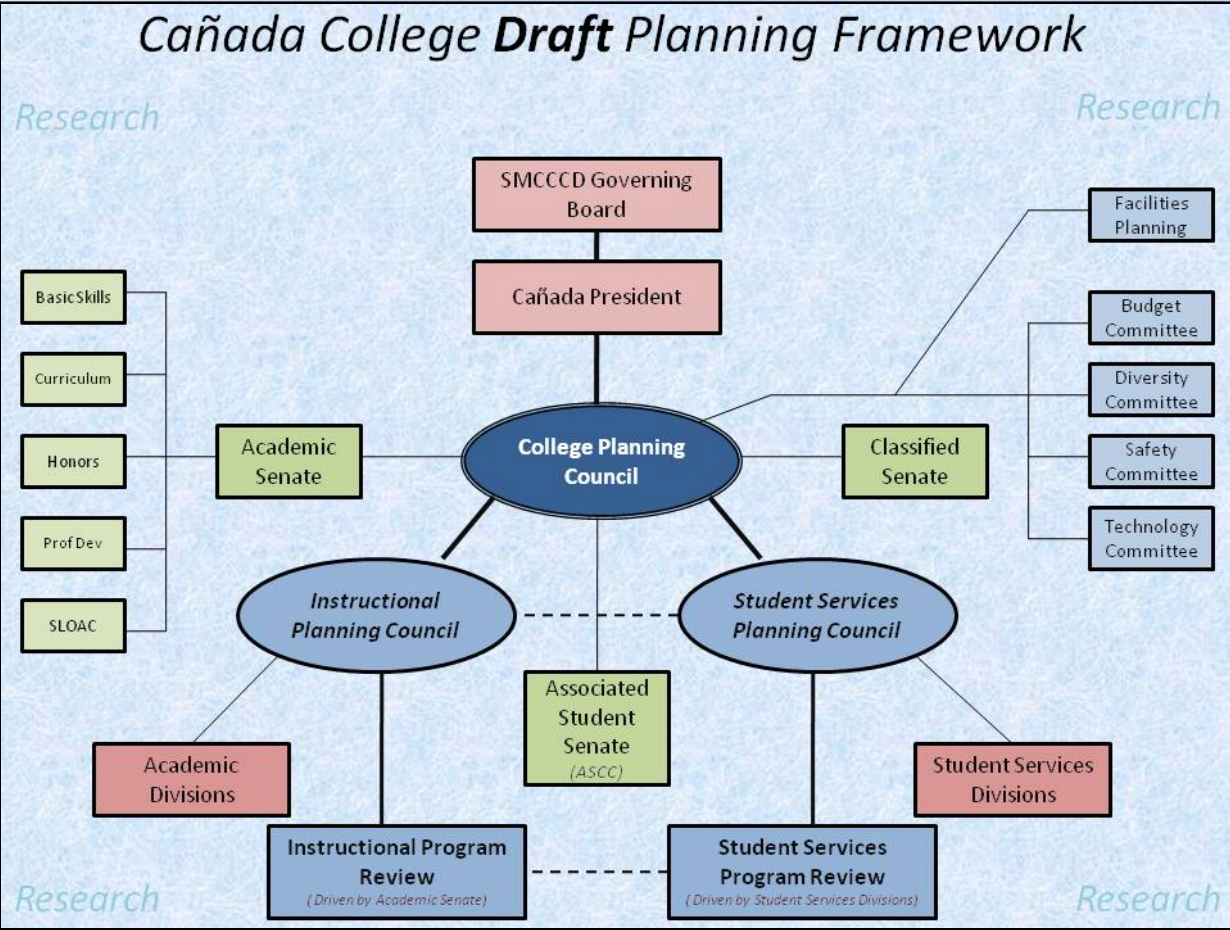 Cañada College Draft Planning Framework
Research
Research
SMCCCD Governing
Board
Facilities
Planning
Cañada President
Basic Skills
Budget
Committee
Curriculum
Diversity
Committee
Honors
Academic
Senate
College Planning
Council
Classified
Senate
Safety
Committee
Prof Dev
Technology
Committee
SLOAC
Instructional
Planning Council
Student Services
Planning Council
Associated
Student
Senate
(ASCC)
Academic
Divisions
Student Services
Divisions
Instructional Program
Review
(Driven by Academic Senate)
Student Services
Program Review
(Driven by Student Services Divisions)
Research
Research